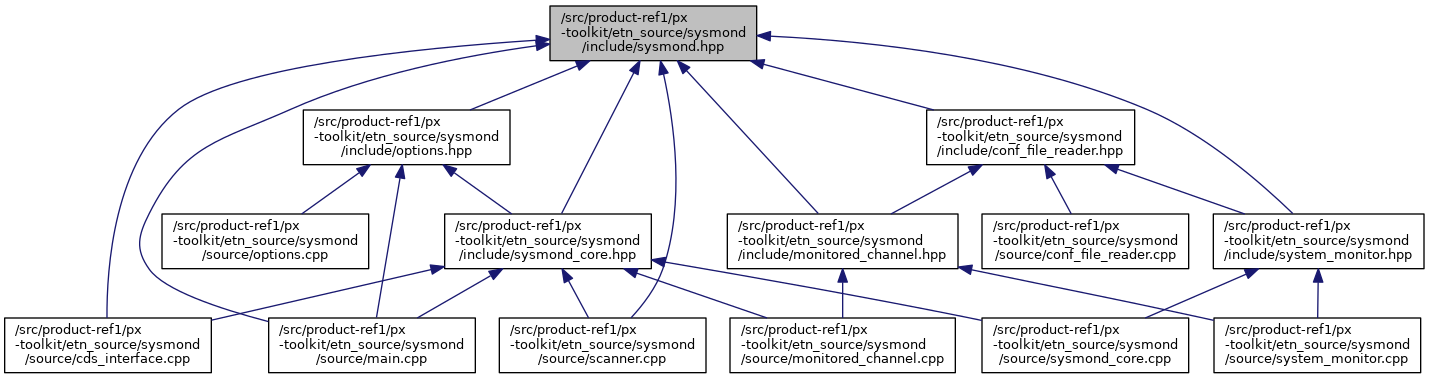 /src/product-ref1/px
-toolkit/etn_source/sysmond
/include/sysmond.hpp
/src/product-ref1/px
-toolkit/etn_source/sysmond
/include/options.hpp
/src/product-ref1/px
-toolkit/etn_source/sysmond
/include/conf_file_reader.hpp
/src/product-ref1/px
-toolkit/etn_source/sysmond
/source/options.cpp
/src/product-ref1/px
-toolkit/etn_source/sysmond
/include/sysmond_core.hpp
/src/product-ref1/px
-toolkit/etn_source/sysmond
/include/monitored_channel.hpp
/src/product-ref1/px
-toolkit/etn_source/sysmond
/source/conf_file_reader.cpp
/src/product-ref1/px
-toolkit/etn_source/sysmond
/include/system_monitor.hpp
/src/product-ref1/px
-toolkit/etn_source/sysmond
/source/cds_interface.cpp
/src/product-ref1/px
-toolkit/etn_source/sysmond
/source/main.cpp
/src/product-ref1/px
-toolkit/etn_source/sysmond
/source/scanner.cpp
/src/product-ref1/px
-toolkit/etn_source/sysmond
/source/monitored_channel.cpp
/src/product-ref1/px
-toolkit/etn_source/sysmond
/source/sysmond_core.cpp
/src/product-ref1/px
-toolkit/etn_source/sysmond
/source/system_monitor.cpp